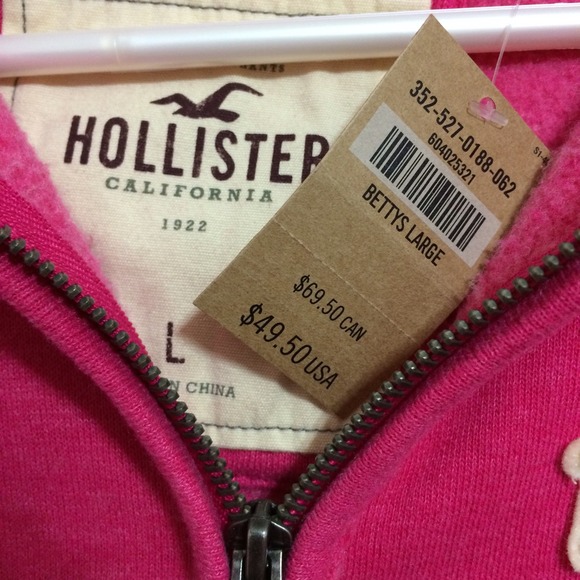 HOLLISTER
CALIFORNIA
1922
L
CHINA
352-527-0188-062
604025321
BETTYS LARGE
$69.50 CAN
$49.50 USA